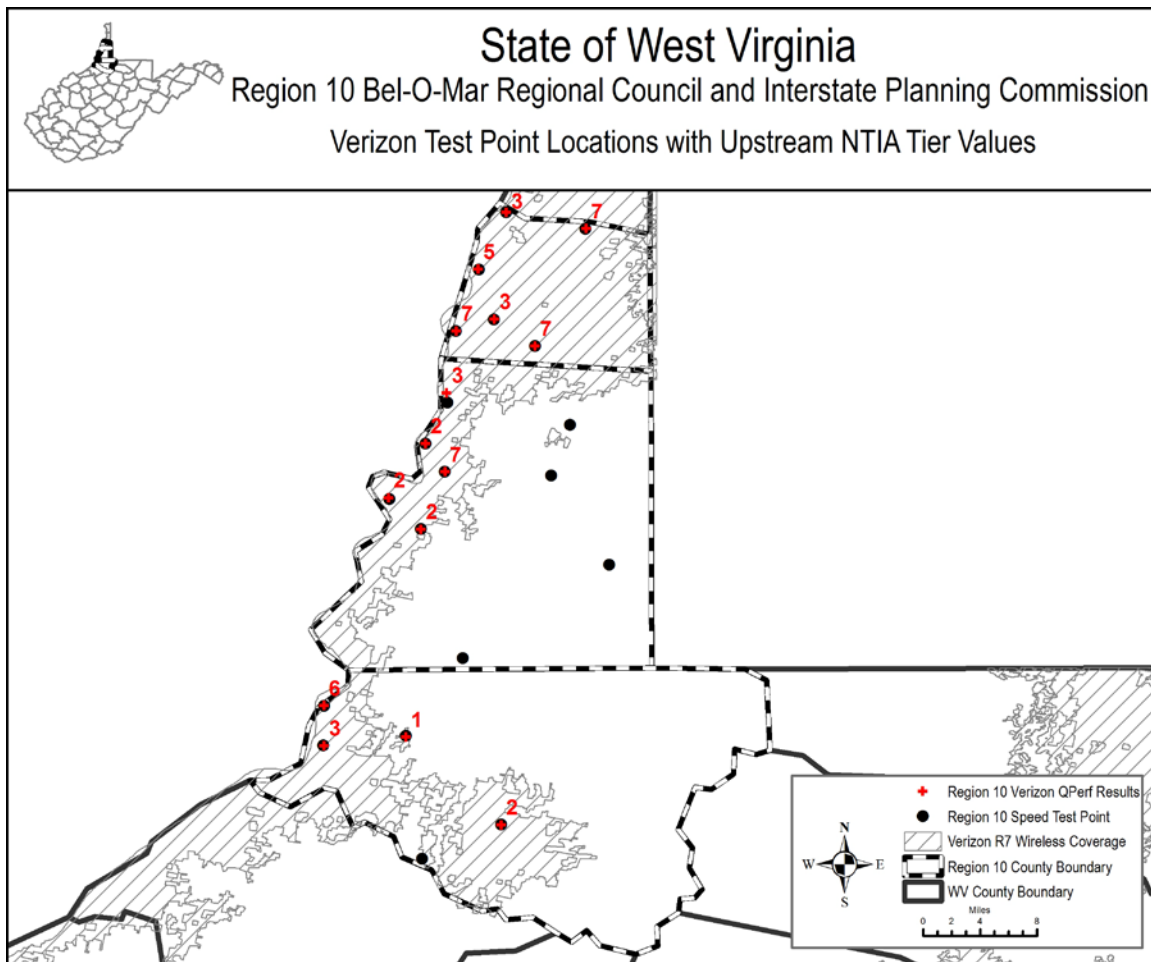 State of West Virginia
Region 10 Bel-O-Mar Regional Council and Interstate Planning Commission
Verizon Test Point Locations with Upstream NTIA Tier Values
3
7
5
3
7
7
3
2
7
2
2
6
1
3
2
Region 10 Verizon QPerf Results
Region 10 Speed Test Point
Verizon R7 Wireless Coverage
Region 10 County Boundary
WV County Boundary
N
W E
S
Miles
0 2 4 8